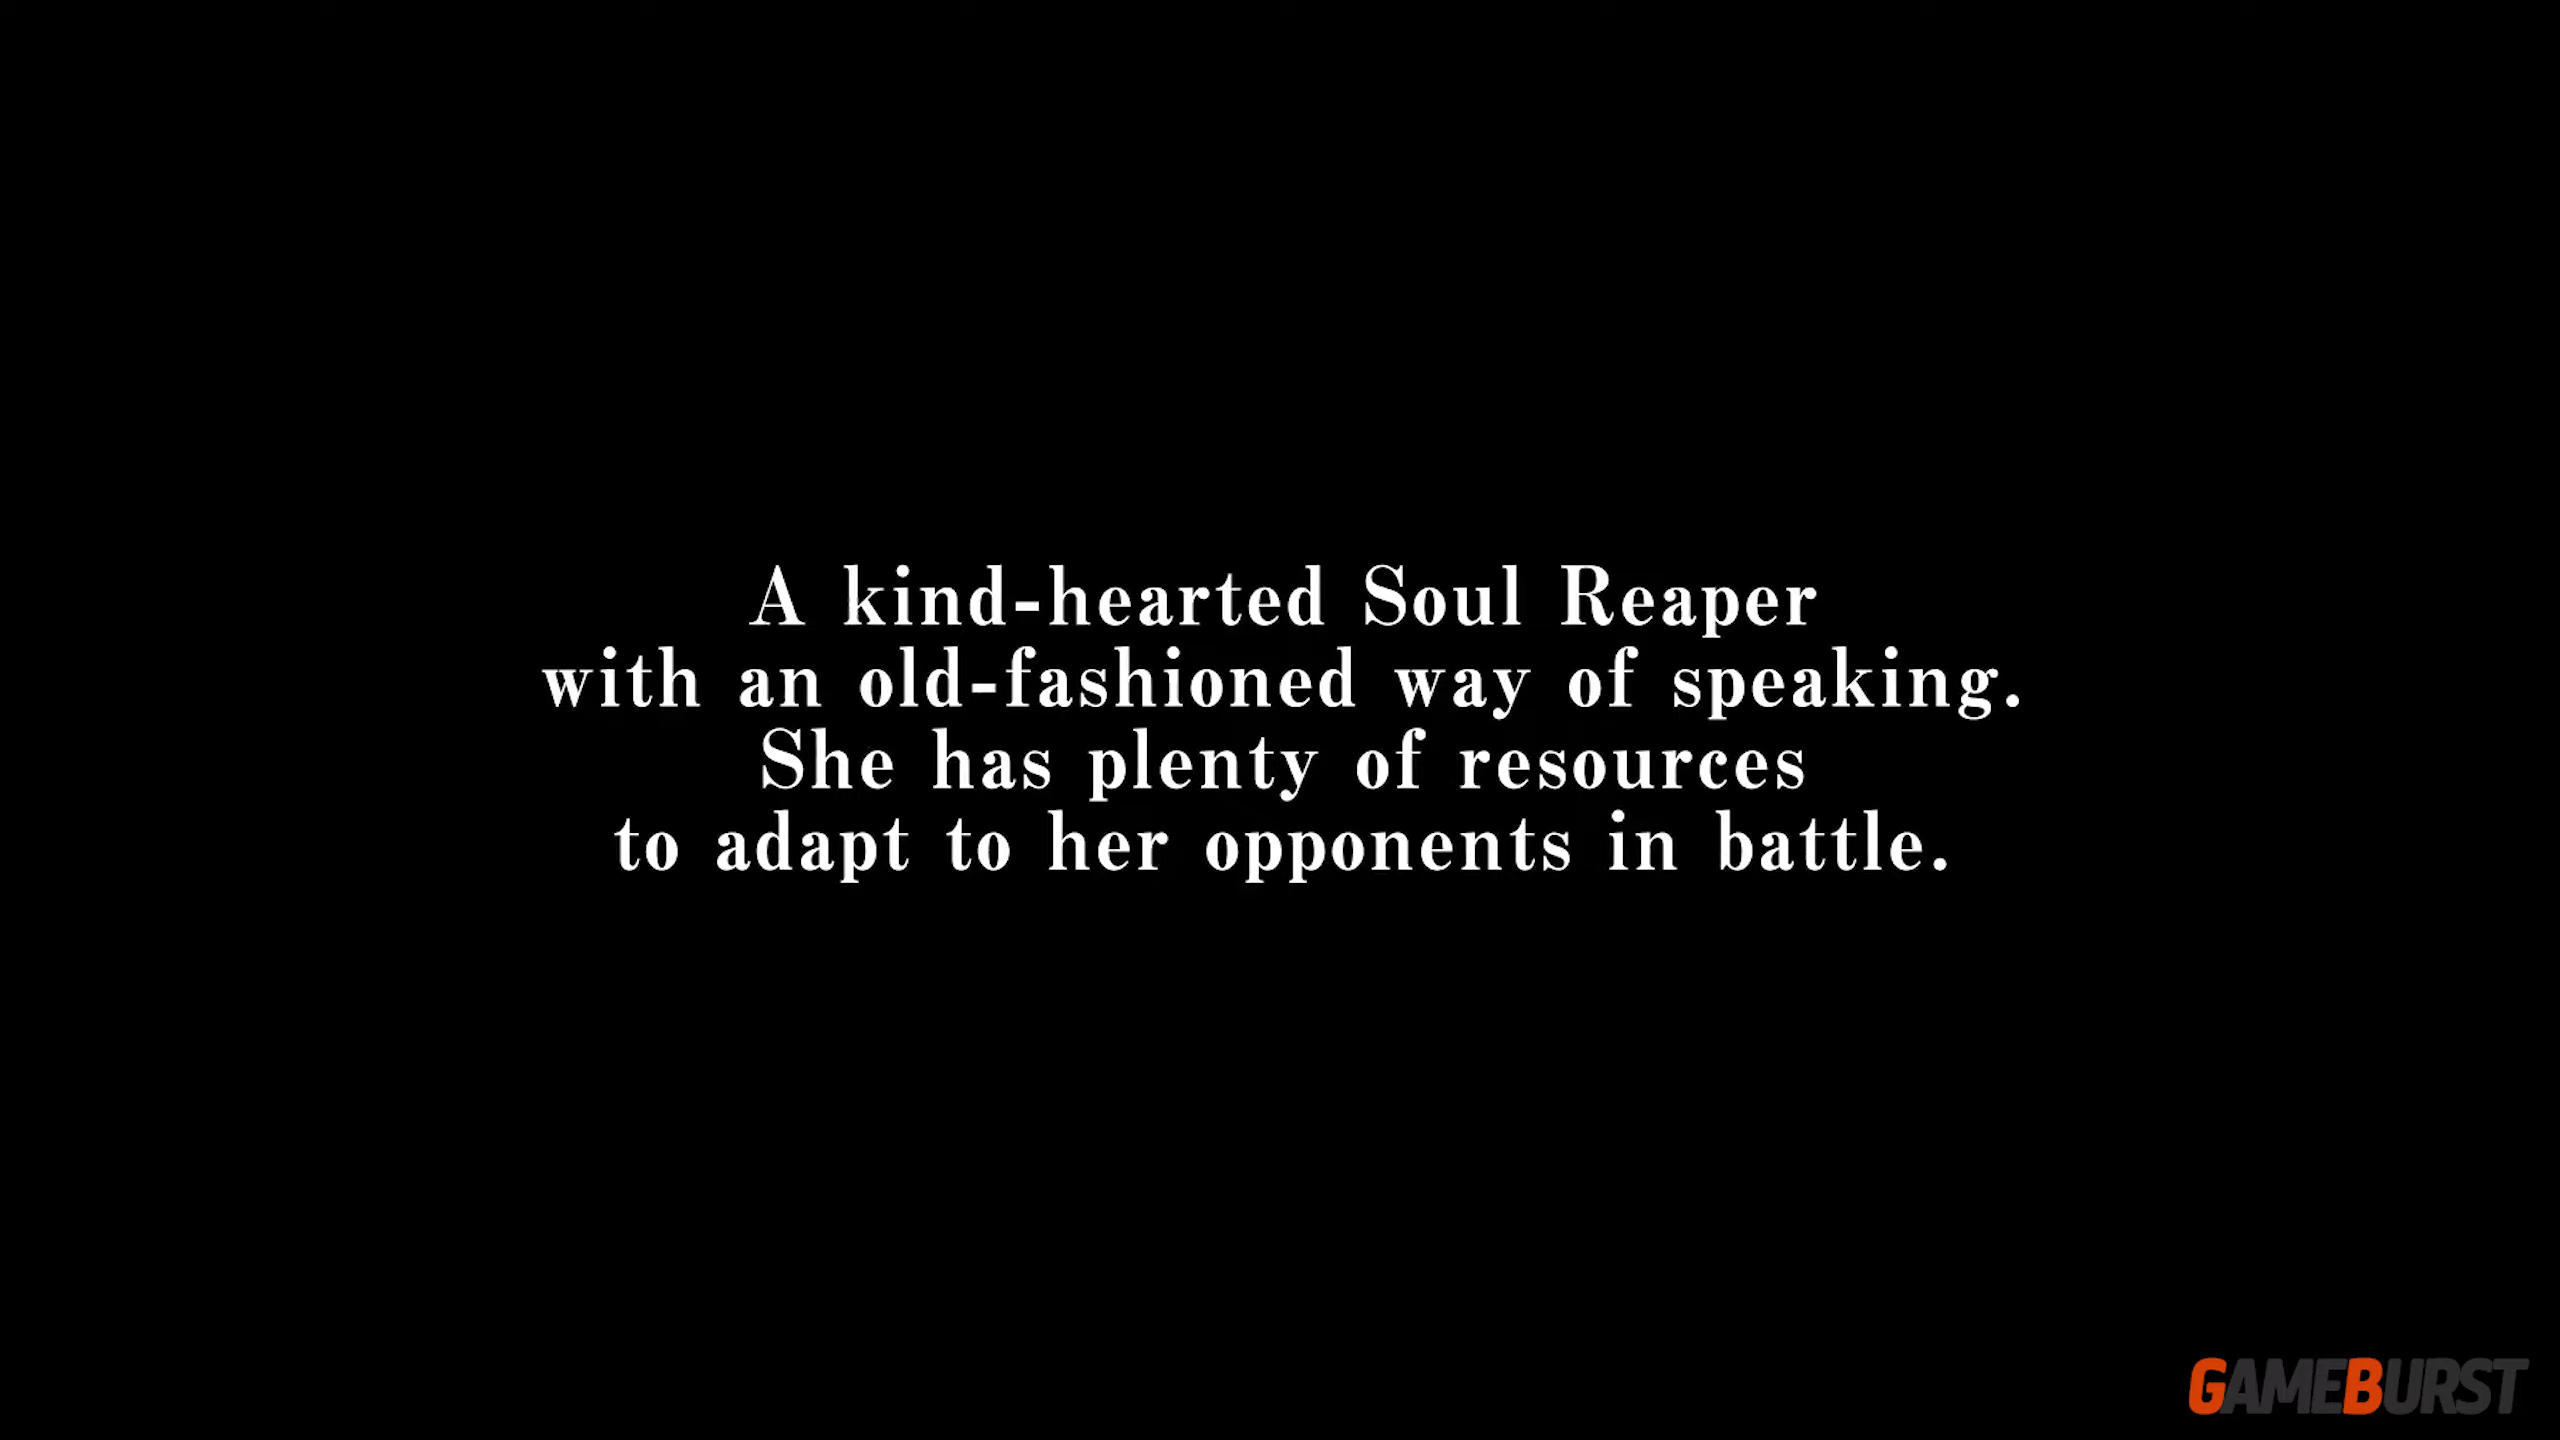 A kind-hearted Soul Reaper
with an old-fashioned way of speaking.
She has plenty of resources
to adapt to her opponents in battle.
GAMEBURST